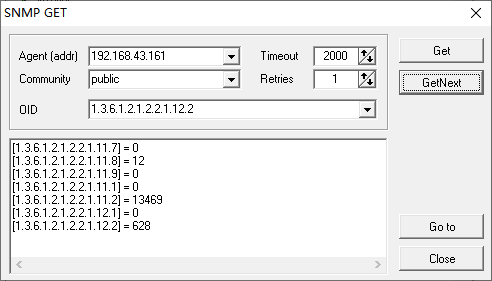 SNMP GET
Agent (addr) 192.168.43.161 Timeout 2000 Get
Community public Retries 1 GetNext
OID 1.3.6.1.2.1.2.2.1.12.2
[1.3.6.1.2.1.2.2.1.11.7] = 0
[1.3.6.1.2.1.2.2.1.11.8] = 12
[1.3.6.1.2.1.2.2.1.11.9] = 0
[1.3.6.1.2.1.2.2.1.11.1] = 0
[1.3.6.1.2.1.2.2.1.11.2] = 13469
[1.3.6.1.2.1.2.2.1.12.1] = 0
[1.3.6.1.2.1.2.2.1.12.2] = 628
Go to
Close